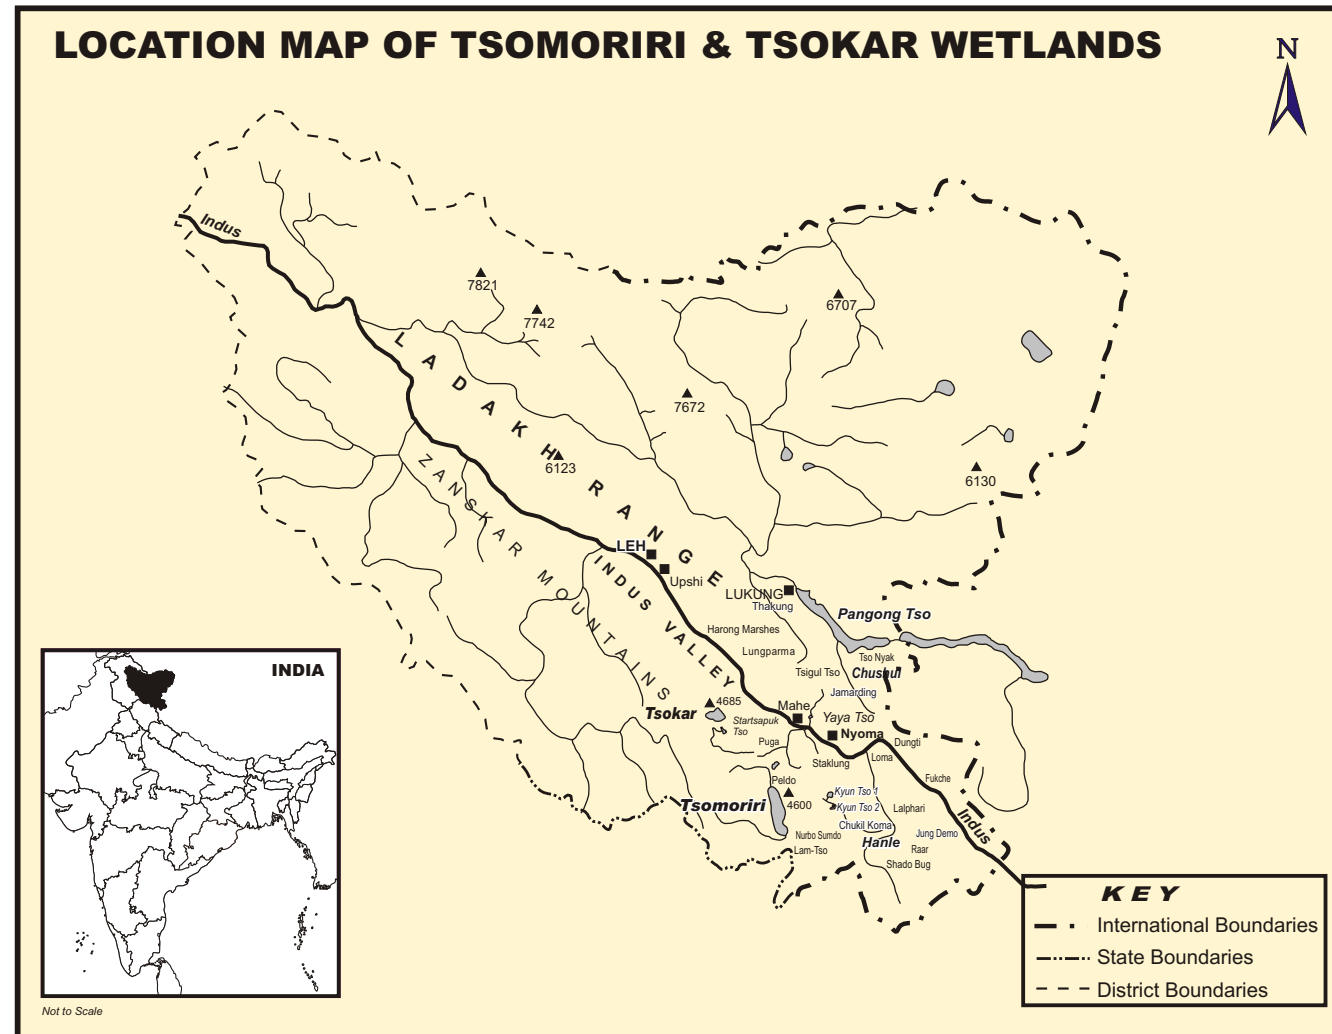 LOCATION MAP OF TSOMORIRI & TSOKAR WETLANDS
N
Indus
7821
7742
6707
LADAKH RANGE
7672
6123
6130
ZANSKAR MOUNTAINS
LEH
Upshi
INDUS VALLEY
LUKUNG
Thakung
Pangong Tso
Harong Marshes
Lungparma
Tso Nyak
Tsigul Tso
Chushul
Jamarding
4685
Tsokar
Mahe
Startsapuk
Tso
Yaya Tso
Nyoma
Puga
Dungti
Staklung
Loma
Fukche
Peldo
Tsomoriri
4600
Kyun Tso 1
Kyun Tso 2
Lalphari
Chukil Koma
Indus
Nurbo Sumdo
Hanle
Jung Demo
Lam-Tso
Raar
Shado Bug
INDIA
Not to Scale
KEY
International Boundaries
State Boundaries
District Boundaries